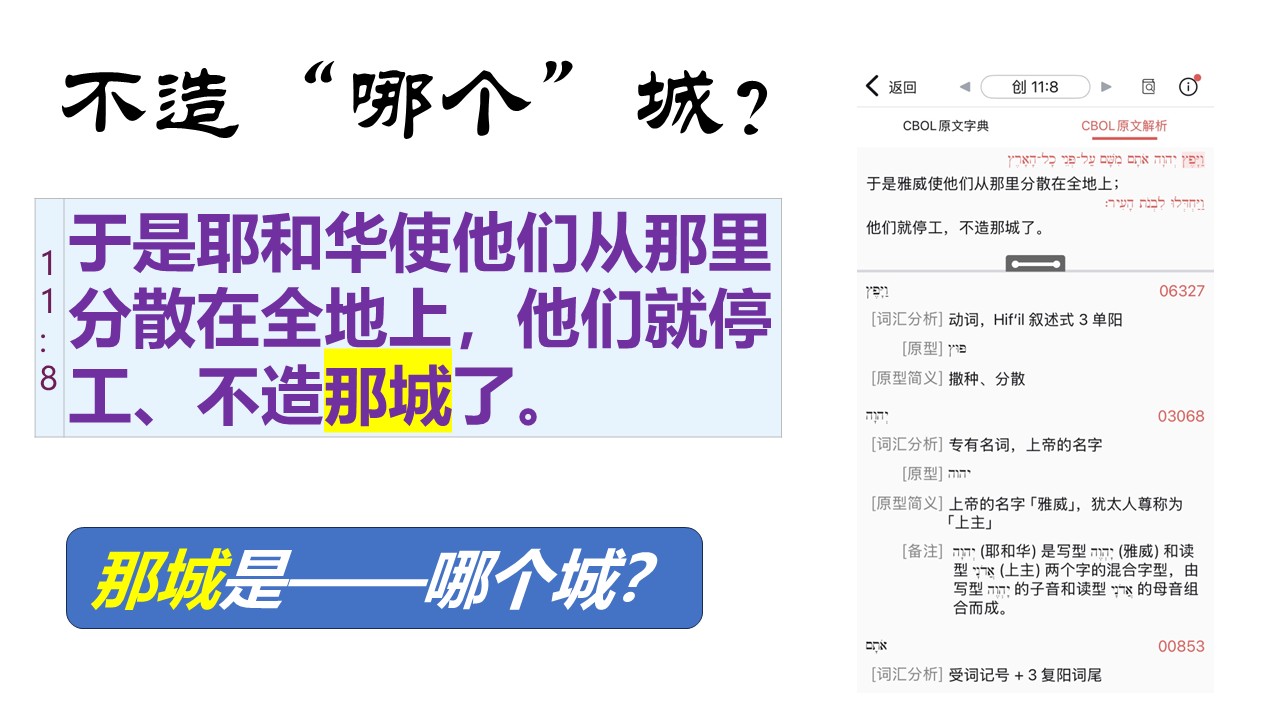 不造 “哪个” 城？
11:8
于是耶和华使他们从那里
分散在全地上，他们就停
工、不造那城了。
那城是——哪个城？
返回
创 11:8
CBOL原文字典
CBOL原文解析
וַיָּפֶץ יְהוָה אֹתָם מִשָּׁם עַל־פְּנֵי כָל־הָאָרֶץ
于是雅威使他们从那里分散在全地上；
וַיַּחְדְּלוּ לִבְנֹת הָעִיר׃
他们就停工，不造那城了。
וַיָּפֶץ 06327
[词汇分析] 动词，Hif‘il 叙述式 3 单阳
[原型] פּוּץ
[原型简义] 撒种、分散
יְהוָה 03068
[词汇分析] 专有名词，上帝的名字
[原型] יהוה
[原型简义] 上帝的名字「雅威」，犹太人尊称为
「上主」
[备注] יְהוָה (耶和华) 是写型 יָהְוֶה (雅威) 和读
型 אֲדֹנָי (上主) 两个字的混合字型，由
写型 יָהְוֶה 的子音和读型 אֲדֹנָי 的母音组
合而成。
אֹתָם 00853
[词汇分析] 受词记号 + 3 复阳词尾